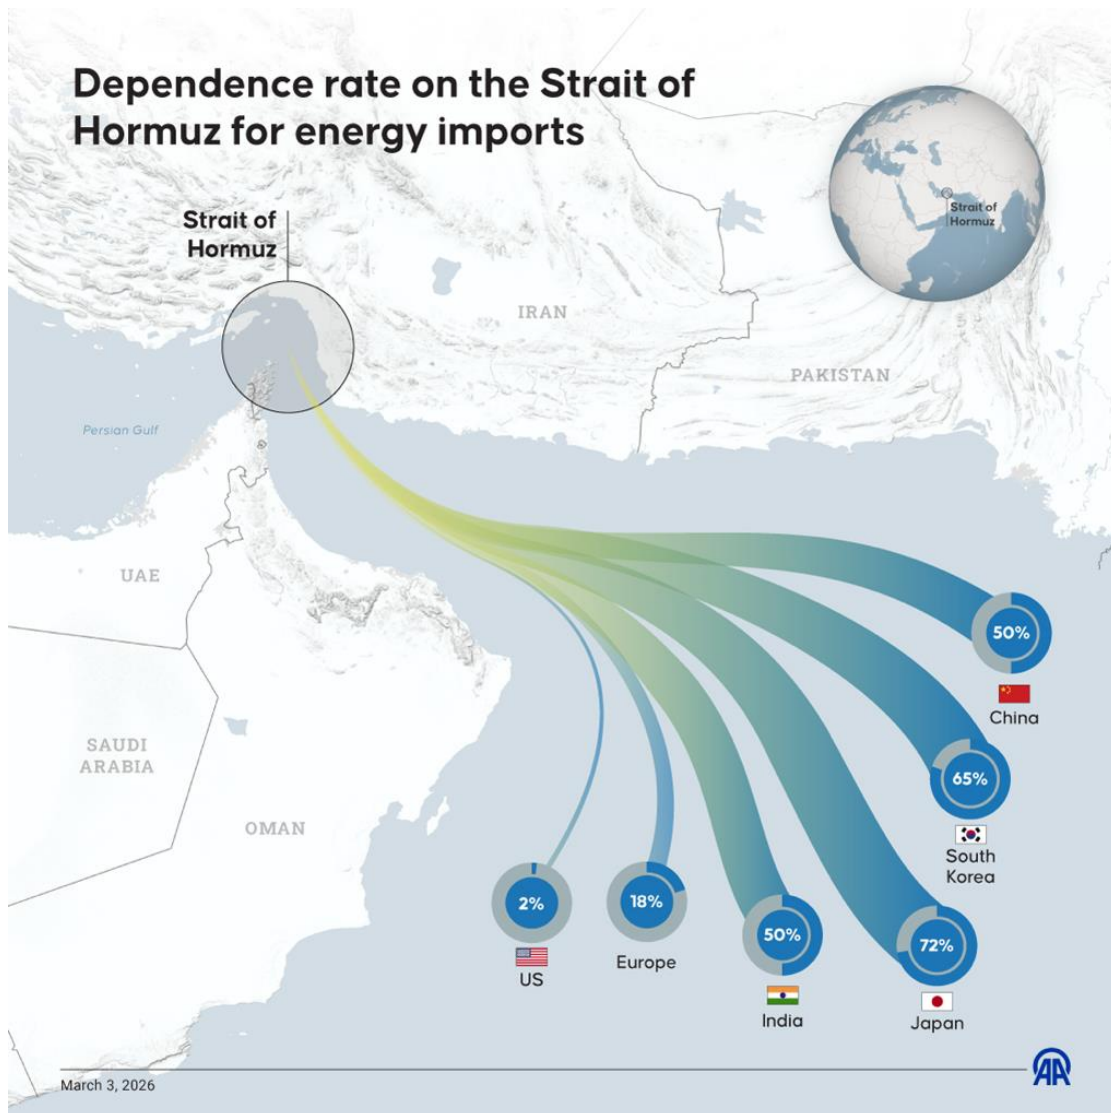 Dependence rate on the Strait of
Hormuz for energy imports
Strait of
Hormuz
Strait of
Hormuz
IRAN
PAKISTAN
Persian Gulf
UAE
SAUDI
ARABIA
OMAN
50%
China
65%
South
Korea
2%
US
18%
Europe
50%
India
72%
Japan
March 3, 2026
AA